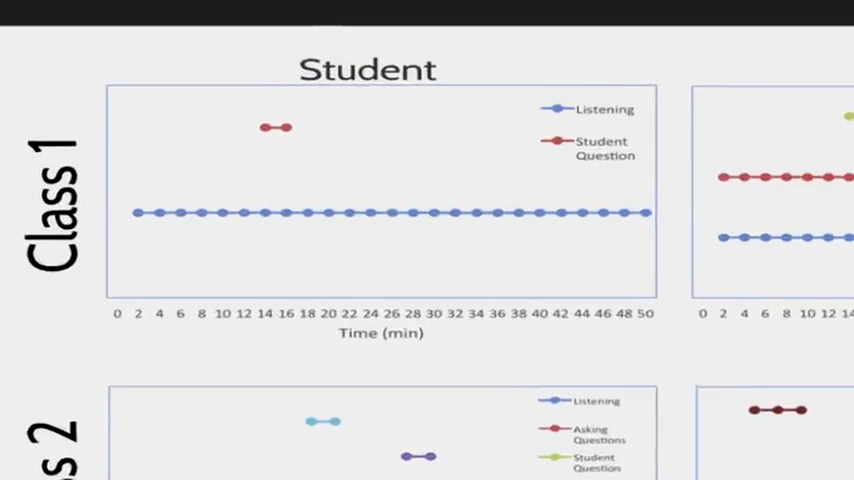 Student
Class 1
Listening
Student
Question
0 2 4 6 8 10 12 14 16 18 20 22 24 26 28 30 32 34 36 38 40 42 44 46 48 50
Time (min)
0 2 4 6 8 10 12
2
Listening
Asking
Questions
Student
Question